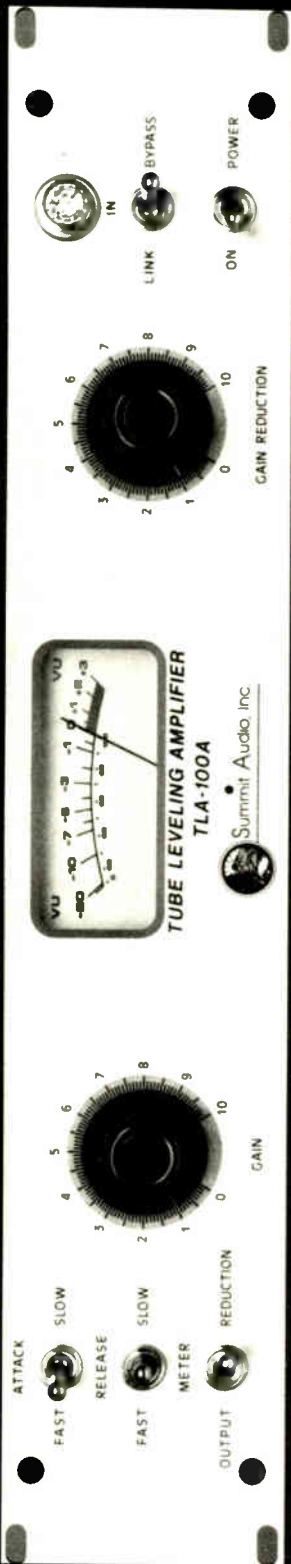 ATTACK
FAST SLOW
RELEASE
FAST SLOW
METER
OUTPUT REDUCTION
0 1 2 3 4 5 6 7 8 9 10
GAIN
VU VU
-20 -10 -7 -5 -3 -1 0 +1 +2 +3
TUBE LEVELING AMPLIFIER
TLA-100A
Summit Audio, Inc.
0 1 2 3 4 5 6 7 8 9 10
GAIN REDUCTION
IN
LINK BYPASS
ON POWER